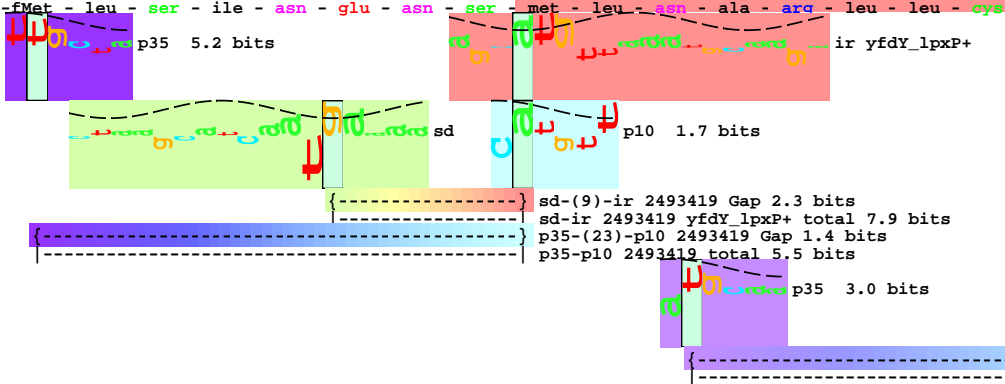 -fMet - leu - ser - ile - asn - glu - asn - ser - met - leu - asn - ala - arg - leu - leu - cys
p35 5.2 bits
ir yfdY_lpxP+
sd
p10 1.7 bits
sd-(9)-ir 2493419 Gap 2.3 bits
sd-ir 2493419 yfdY_lpxP+ total 7.9 bits
p35-(23)-p10 2493419 Gap 1.4 bits
p35-p10 2493419 total 5.5 bits
p35 3.0 bits